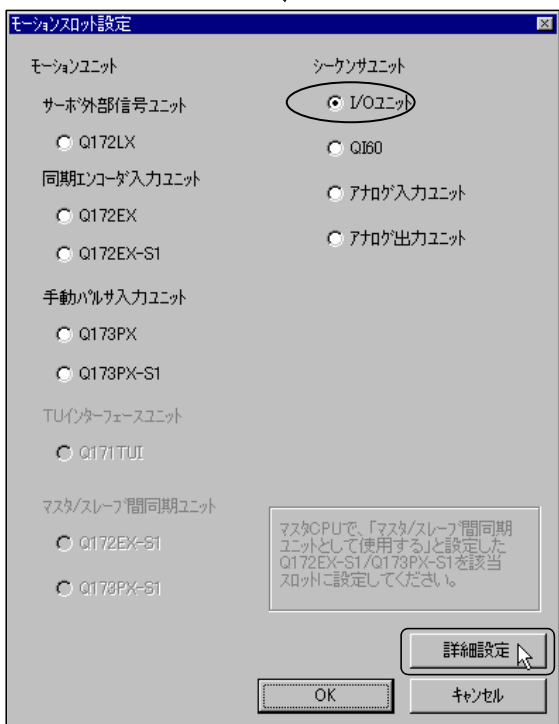 モーションスロット設定
モーションユニット
サーボ外部信号ユニット
Q172LX
同期エンコーダ入力ユニット
Q172EX
Q172EX-S1
手動パルサ入力ユニット
Q173PX
Q173PX-S1
TUインターフェースユニット
Q171TUI
マスタ/スレーブ間同期ユニット
Q172EX-S1
Q173PX-S1
シーケンサユニット
I/Oユニット
QI60
アナログ入力ユニット
アナログ出力ユニット
マスタCPUで、「マスタ/スレーブ間同期
ユニットとして使用する」と設定した
Q172EX-S1/Q173PX-S1を該当
スロットに設定してください。
詳細設定
OK
キャンセル